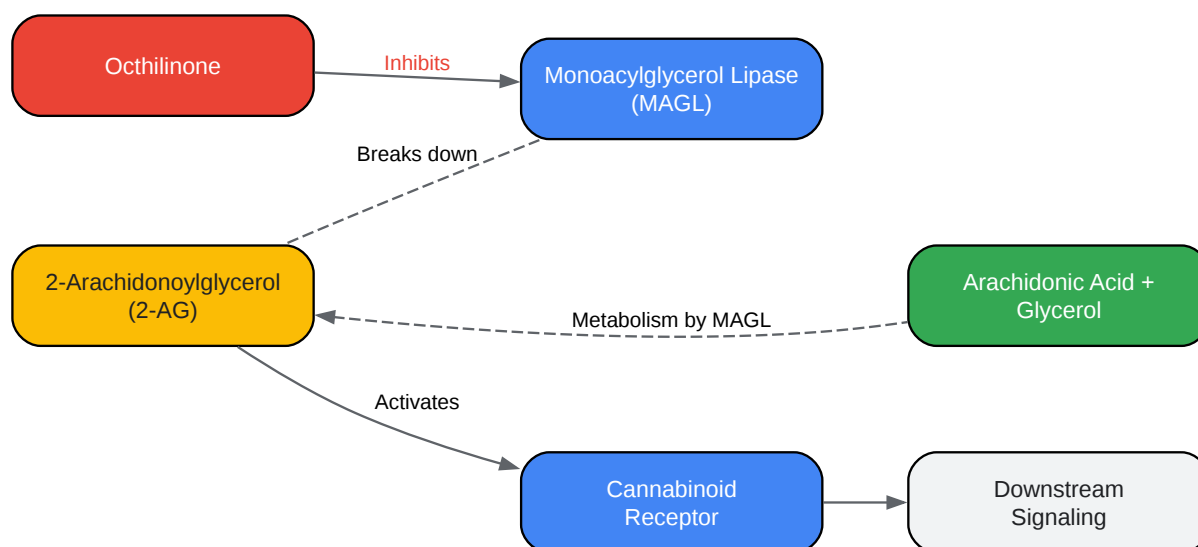 Octhilinone
Inhibits
Monoacylglycerol Lipase
(MAGL)
Breaks down
2-Arachidonoylglycerol
(2-AG)
Metabolism by MAGL
Arachidonic Acid +
Glycerol
Activates
Cannabinoid
Receptor
Downstream
Signaling